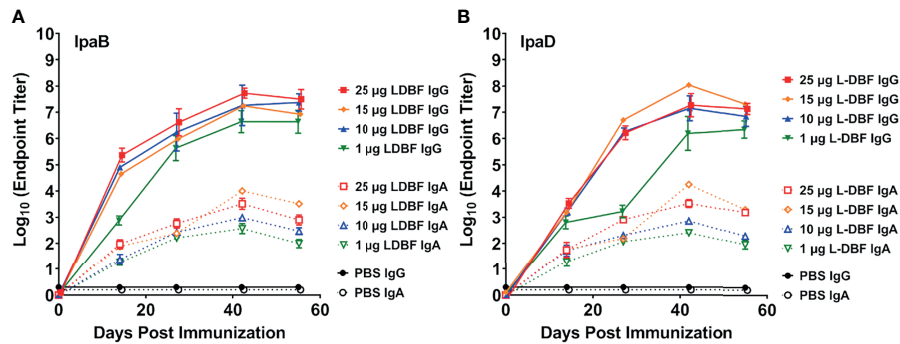 A
IpaB
Log10 (Endpoint Titer)
10
9
8
7
6
5
4
3
2
1
0
0
20
40
60
Days Post Immunization
25 µg LDBF IgG
15 µg LDBF IgG
10 µg LDBF IgG
1 µg LDBF IgG
25 µg LDBF IgA
15 µg LDBF IgA
10 µg LDBF IgA
1 µg LDBF IgA
PBS IgG
PBS IgA
B
IpaD
Log10 (Endpoint Titer)
10
9
8
7
6
5
4
3
2
1
0
0
20
40
60
Days Post Immunization
25 µg L-DBF IgG
15 µg L-DBF IgG
10 µg L-DBF IgG
1 µg L-DBF IgG
25 µg L-DBF IgA
15 µg L-DBF IgA
10 µg L-DBF IgA
1 µg L-DBF IgA
PBS IgG
PBS IgA